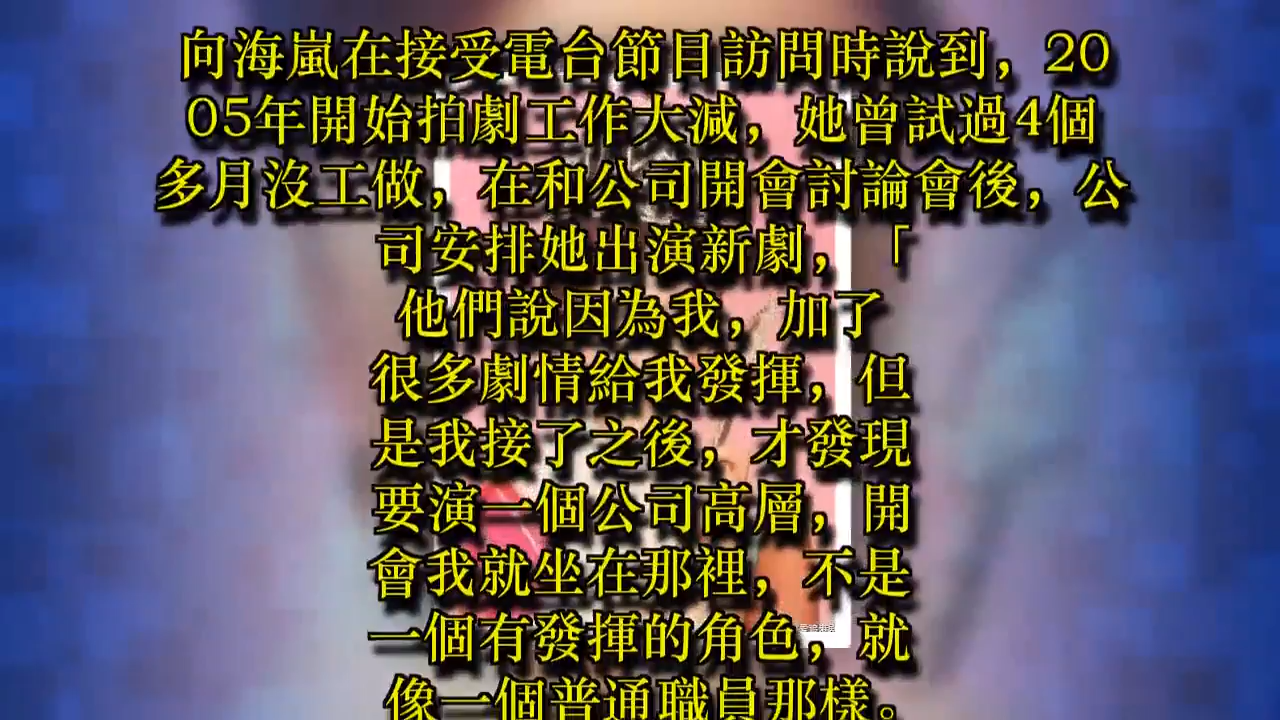 向海嵐在接受電台節目訪問時說到，20
05年開始拍劇工作大減，她曾試過4個
多月沒工做，在和公司開會討論會後，公
司安排她出演新劇，「
他們說因為我，加了
很多劇情給我發揮，但
是我接了之後，才發現
要演一個公司高層，開
會我就坐在那裡，不是
一個有發揮的角色，就
像一個普通職員那樣。